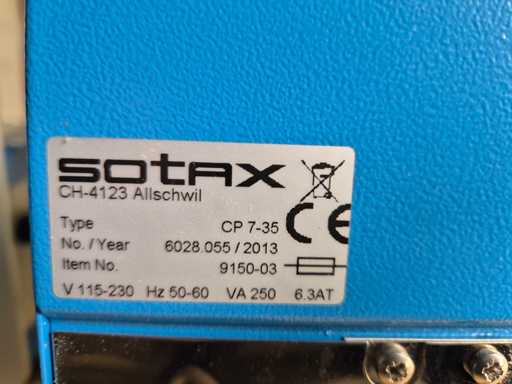 sotax
CH-4123 Allschwil
Type CP 7-35
No. / Year 6028.055 / 2013
Item No. 9150-03
V 115-230 Hz 50-60 VA 250 6.3AT
CE